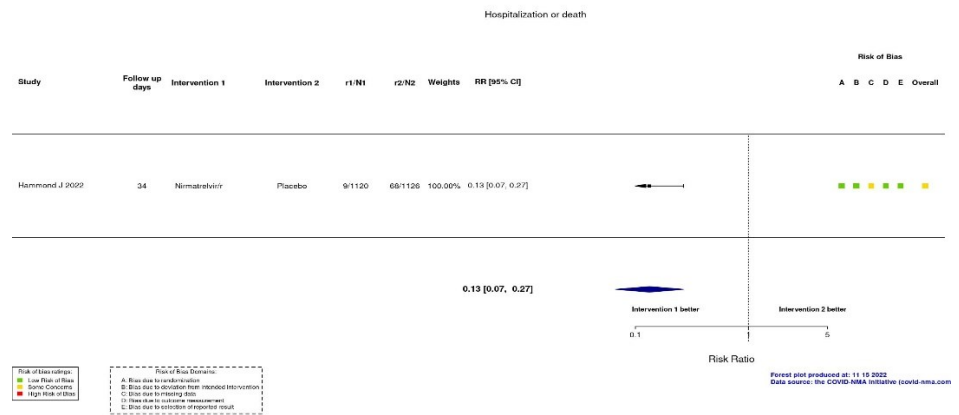 Hospitalization or death
Risk of Bias
Study Follow up days Intervention 1 Intervention 2 r1/N1 r2/N2 Weights RR [95% CI] A B C D E Overall
Hammond J 2022 34 Nirmatrelvir/r Placebo 9/1120 68/1126 100.00% 0.13 [0.07, 0.27]
0.13 [0.07, 0.27]
Intervention 1 better Intervention 2 better
0.1 1 5
Risk Ratio
Risk of bias ratings:
Low Risk of Bias
Some Concerns
High Risk of Bias
Risk of Bias Domains:
A: Bias due to randomization
B: Bias due to deviation from intended intervention
C: Bias due to missing data
D: Bias due to outcome measurement
E: Bias due to selection of reported result
Forest plot produced at: 11 15 2022
Data source: the COVID-NMA Initiative (covid-nma.com